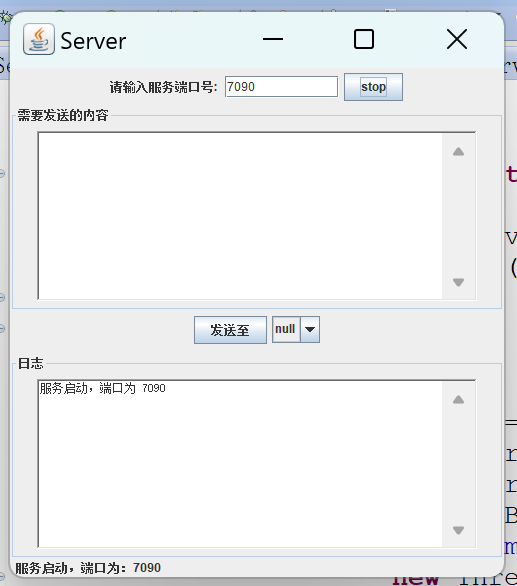 Server
请输入服务端口号: 7090 stop
需要发送的内容
发送至 null
日志
服务启动，端口为 7090
服务启动，端口为：7090
new